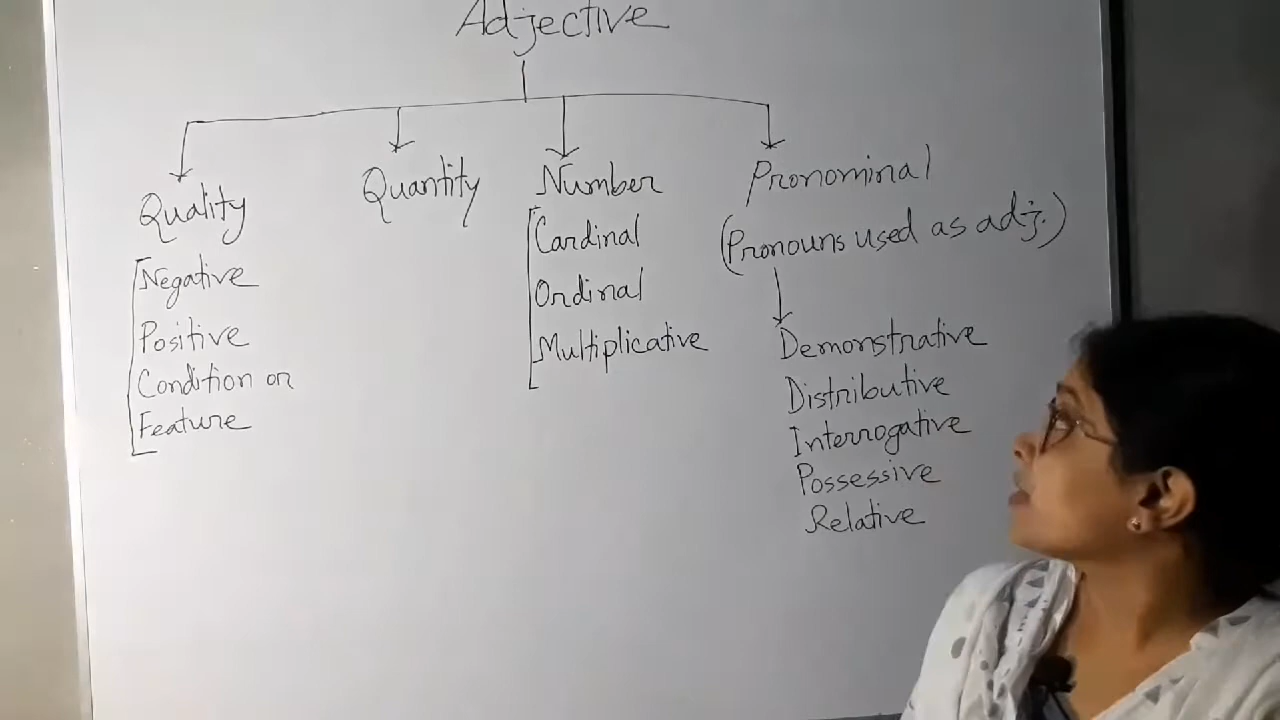 Adjective
Quality
Negative
Positive
Condition or
Feature
Quantity
Number
Cardinal
Ordinal
Multiplicative
Pronominal
(Pronouns used as adj.)
Demonstrative
Distributive
Interrogative
Possessive
Relative